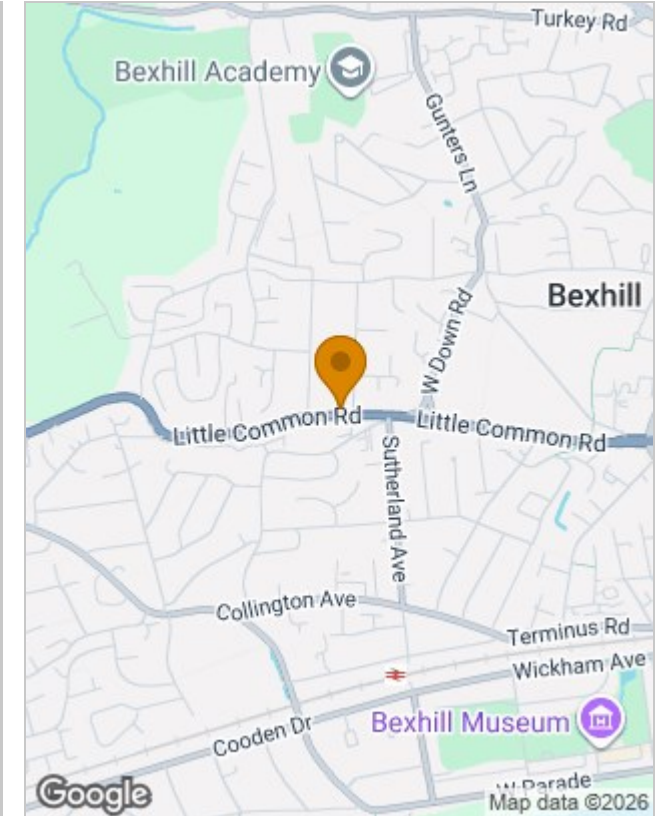 Turkey Rd
Bexhill Academy
Gunters Ln
Bexhill
W Down Rd
Little Common Rd
Little Common Rd
Sutherland Ave
Collington Ave
Terminus Rd
Wickham Ave
Bexhill Museum
Cooden Dr
W Parade
Google
Map data ©2026